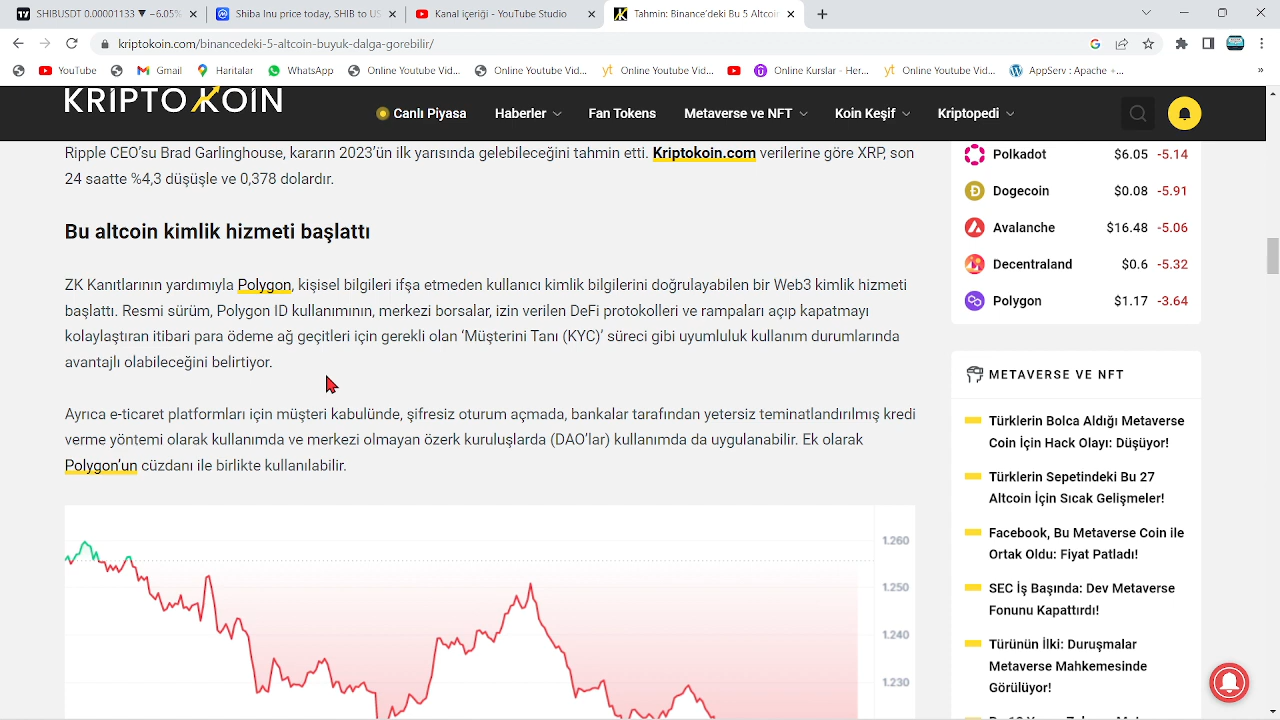 SHIBUSDT 0.00001133 ▼ −6.05%
Shiba Inu price today, SHIB to US
Kanal içeriği - YouTube Studio
Tahmin: Binance'deki Bu 5 Altcoin
kriptokoin.com/binancedeki-5-altcoin-buyuk-dalga-gorebilir/
YouTube
Gmail
Haritalar
WhatsApp
Online Youtube Vid...
Online Youtube Vid...
Online Youtube Vid...
Online Kurslar - Her...
Online Youtube Vid...
AppServ : Apache +...
KRIPTOKOIN
Canlı Piyasa
Haberler
Fan Tokens
Metaverse ve NFT
Koin Keşif
Kriptopedi
Ripple CEO'su Brad Garlinghouse, kararın 2023'ün ilk yarısında gelebileceğini tahmin etti. Kriptokoin.com verilerine göre XRP, son
24 saatte %4,3 düşüşle ve 0,375 dolardır.
Bu altcoin kimlik hizmeti başlattı
ZK Kanıtlarının yardımıyla Polygon, kişisel bilgileri ifşa etmeden kullanıcı kimlik bilgilerini doğrulayabilen bir Web3 kimlik hizmeti
başlattı. Resmi sürüm, Polygon ID kullanımının, merkezi borsalar, izin verilen DeFi protokolleri ve rampaları açıp kapatmayı
kolaylaştıran itibari para ödeme ağ geçitleri için gerekli olan 'Müşterini Tanı (KYC)' süreci gibi uyumluluk kullanım durumlarında
avantajlı olabileceğini belirtiyor.
Ayrıca e-ticaret platformları için müşteri kabulünde, şifresiz oturum açmada, bankalar tarafından yetersiz teminatlandırılmış kredi
verme yöntemi olarak kullanımda ve merkezi olmayan özerk kuruluşlarda (DAO'lar) kullanımda da uygulanabilir. Ek olarak
Polygon'un cüzdanı ile birlikte kullanılabilir.
1.260
1.250
1.240
1.230
Polkadot $6.05 -5.14
Dogecoin $0.08 -5.91
Avalanche $16.48 -5.06
Decentraland $0.6 -5.32
Polygon $1.17 -3.64
METAVERSE VE NFT
Türklerin Bolca Aldığı Metaverse
Coin İçin Hack Olayı: Düşüyor!
Türklerin Sepetindeki Bu 27
Altcoin İçin Sıcak Gelişmeler!
Facebook, Bu Metaverse Coin ile
Ortak Oldu: Fiyat Patladı!
SEC İş Başında: Dev Metaverse
Fonunu Kapattırdı!
Türünün İlki: Duruşmalar
Metaverse Mahkemesinde
Görülüyor!